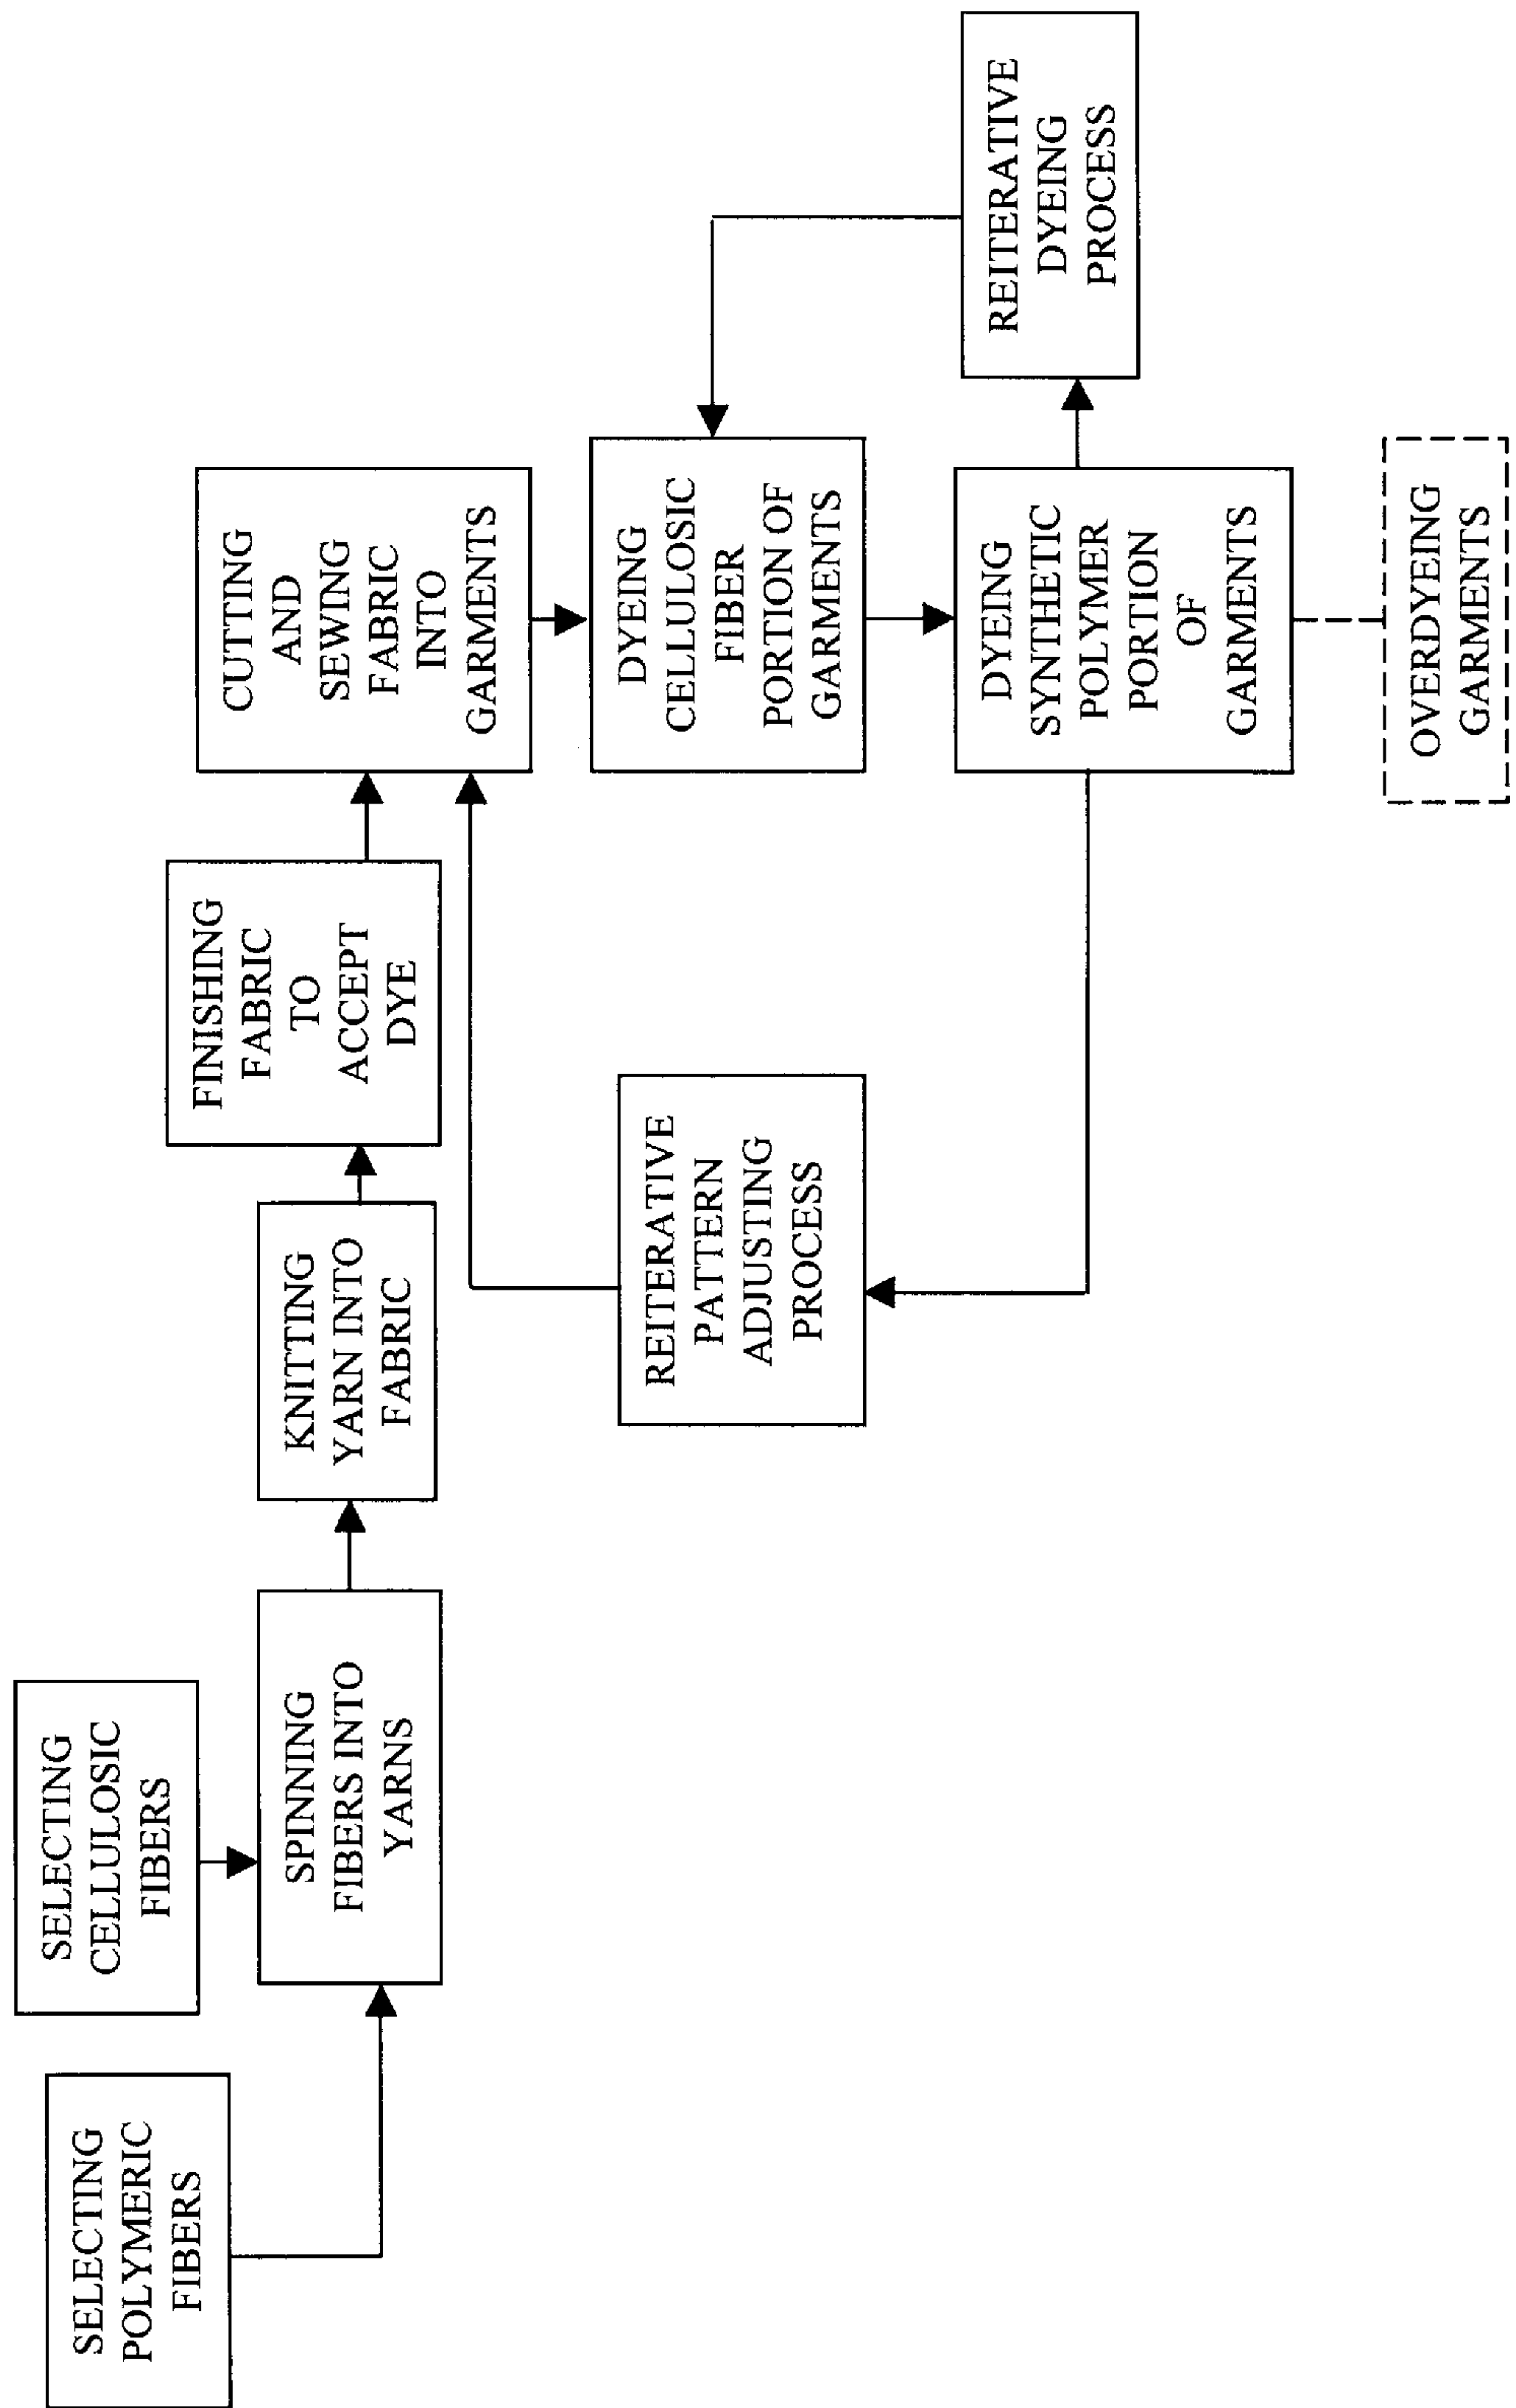 SELECTING
POLYMERIC
FIBERS
SELECTING
CELLULOSIC
FIBERS
SPINNING
FIBERS INTO
YARNS
KNITTING
YARN INTO
FABRIC
FINISHING
FABRIC
TO
ACCEPT
DYE
CUTTING
AND
SEWING
FABRIC
INTO
GARMENTS
REITERATIVE
PATTERN
ADJUSTING
PROCESS
DYEING
CELLULOSIC
FIBER
PORTION OF
GARMENTS
DYEING
SYNTHETIC
POLYMER
PORTION
OF
GARMENTS
REITERATIVE
DYEING
PROCESS
OVERDYEING
GARMENTS